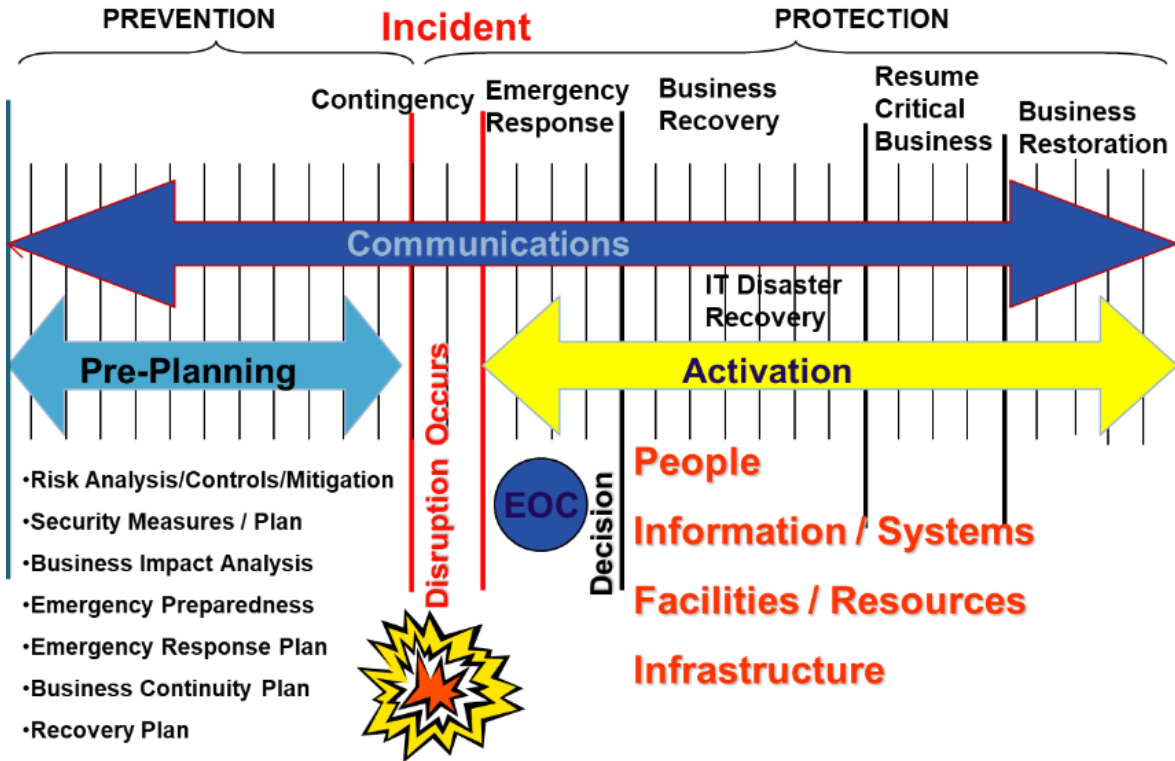 PREVENTION
Incident
PROTECTION
Contingency
Emergency
Response
Business
Recovery
Resume
Critical
Business
Business
Restoration
Communications
IT Disaster
Recovery
Pre-Planning
Activation
Disruption Occurs
•Risk Analysis/Controls/Mitigation
•Security Measures / Plan
•Business Impact Analysis
•Emergency Preparedness
•Emergency Response Plan
•Business Continuity Plan
•Recovery Plan
EOC
Decision
People
Information / Systems
Facilities / Resources
Infrastructure